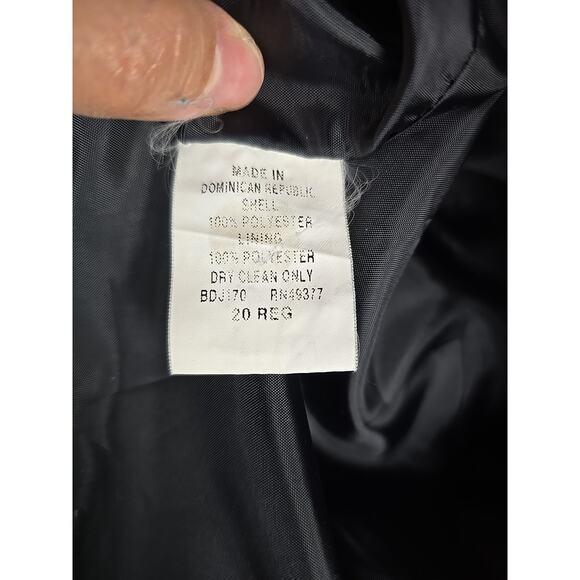 MADE IN
DOMINICAN REPUBLIC
SHELL
100% POLYESTER
LINING
100% POLYESTER
DRY CLEAN ONLY
BDJ170 RN49377
20 REG